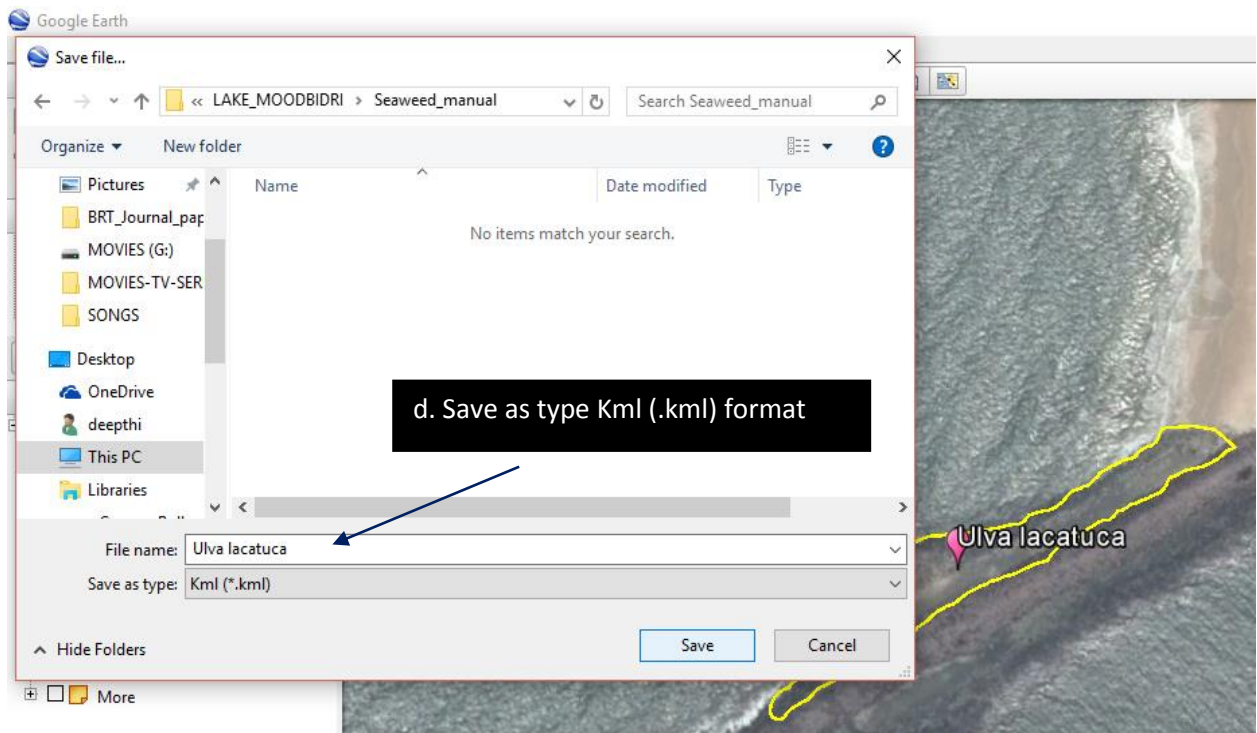 Google Earth
Save file...
« LAKE_MOODBIDRI > Seaweed_manual
Search Seaweed_manual
Organize
New folder
Name
Date modified
Type
Pictures
BRT_Journal_pap
No items match your search.
MOVIES (G:)
MOVIES-TV-SER
SONGS
Desktop
OneDrive
d. Save as type Kml (.kml) format
deepthi
This PC
Libraries
File name: Ulva lacatuca
Ulva lacatuca
Save as type: Kml (*.kml)
Hide Folders
Save
Cancel
More